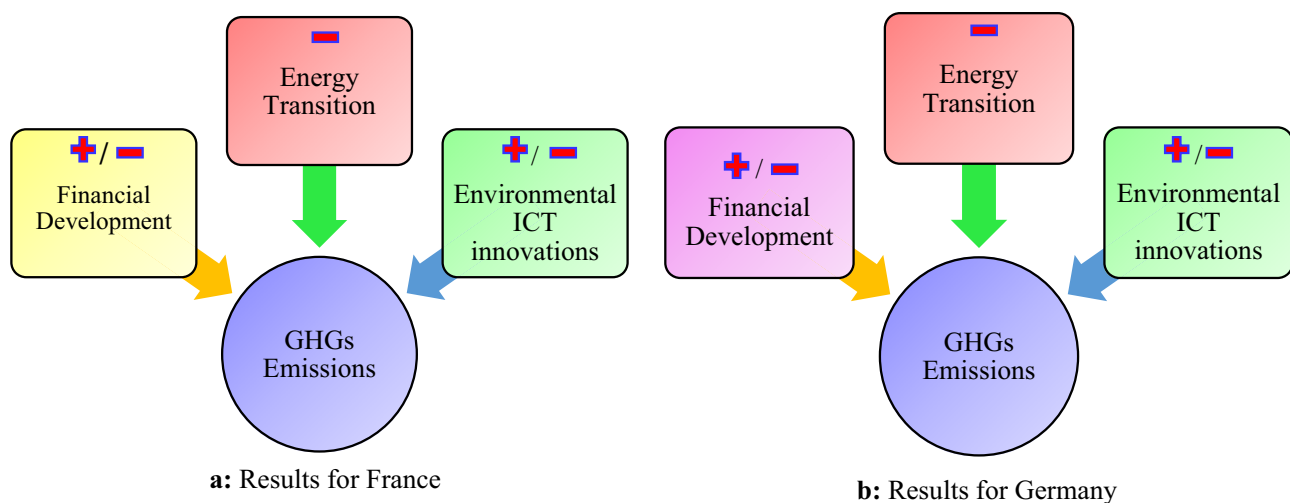 −
Energy
Transition
+ / −
Financial
Development
+ / −
Environmental
ICT
innovations
GHGs
Emissions
a: Results for France
−
Energy
Transition
+ / −
Financial
Development
+ / −
Environmental
ICT
innovations
GHGs
Emissions
b: Results for Germany